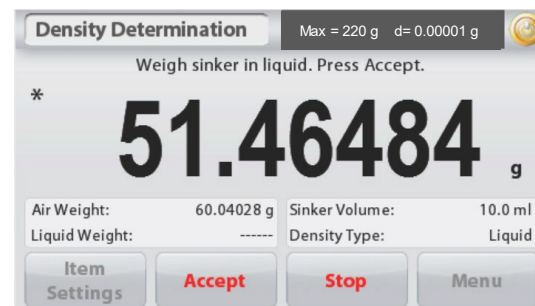 Density Determination
Max = 220 g d= 0.00001 g
Weigh sinker in liquid. Press Accept.
* 51.46484 g
Air Weight: 60.04028 g Sinker Volume: 10.0 ml
Liquid Weight: ------ Density Type: Liquid
Item Settings Accept Stop Menu